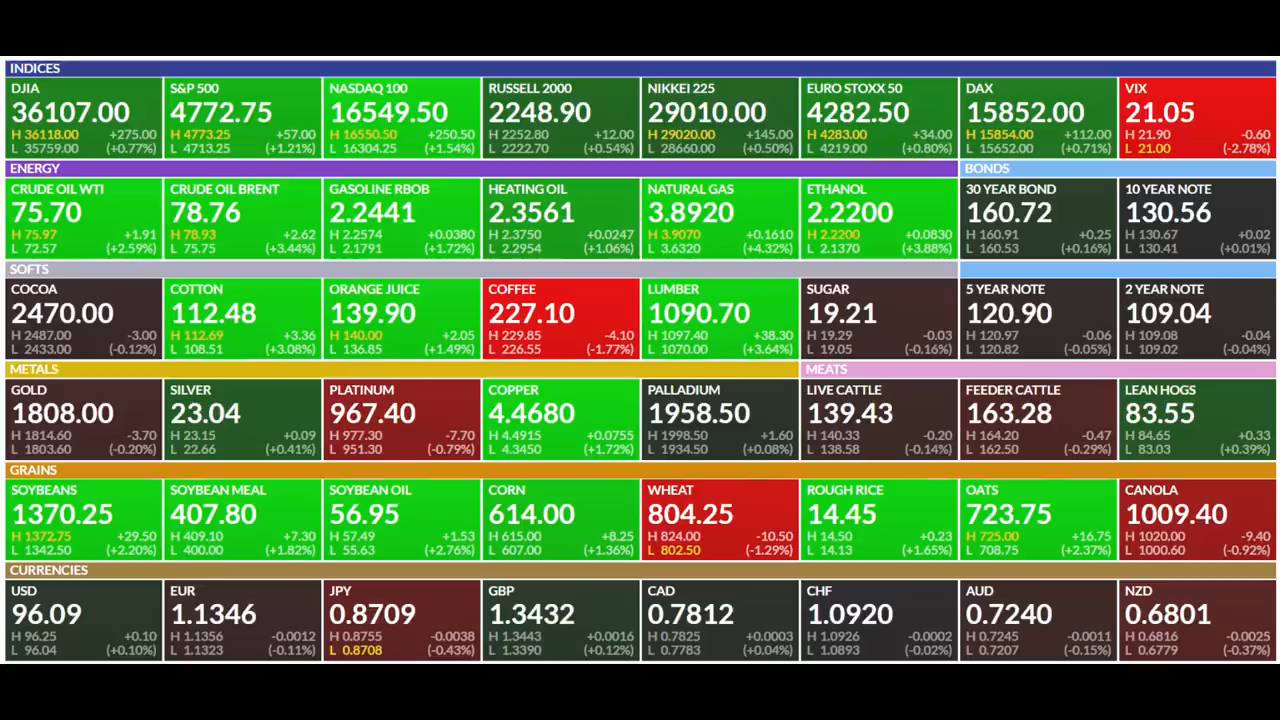 INDICES
DJIA S&P 500 NASDAQ 100 RUSSELL 2000 NIKKEI 225 EURO STOXX 50 DAX VIX
36107.00 4772.75 16549.50 2248.90 29010.00 4282.50 15852.00 21.05
H 36118.00 +275.00 H 4773.25 +57.00 H 16550.50 +250.50 H 2252.80 +12.00 H 29020.00 +145.00 H 4283.00 +34.00 H 15854.00 +112.00 H 21.90 -0.60
L 35759.00 (+0.77%) L 4713.25 (+1.21%) L 16304.25 (+1.54%) L 2222.70 (+0.54%) L 28660.00 (+0.50%) L 4219.00 (+0.80%) L 15652.00 (+0.71%) L 21.00 (-2.78%)
ENERGY BONDS
CRUDE OIL WTI CRUDE OIL BRENT GASOLINE RBOB HEATING OIL NATURAL GAS ETHANOL 30 YEAR BOND 10 YEAR NOTE
75.70 78.76 2.2441 2.3561 3.8920 2.2200 160.72 130.56
H 75.97 +1.91 H 78.93 +2.62 H 2.2574 +0.0380 H 2.3750 +0.0247 H 3.9070 +0.1610 H 2.2200 +0.0830 H 160.91 +0.25 H 130.67 +0.02
L 72.57 (+2.59%) L 75.75 (+3.44%) L 2.1791 (+1.72%) L 2.2954 (+1.06%) L 3.6320 (+4.32%) L 2.1370 (+3.88%) L 160.53 (+0.16%) L 130.41 (+0.01%)
SOFTS
COCOA COTTON ORANGE JUICE COFFEE LUMBER SUGAR 5 YEAR NOTE 2 YEAR NOTE
2470.00 112.48 139.90 227.10 1090.70 19.21 120.90 109.04
H 2487.00 -3.00 H 112.69 +3.36 H 140.00 +2.05 H 229.85 -4.10 H 1097.40 +38.30 H 19.29 -0.03 H 120.97 -0.06 H 109.08 -0.04
L 2433.00 (-0.12%) L 108.51 (+3.08%) L 136.85 (+1.49%) L 226.55 (-1.77%) L 1070.00 (+3.64%) L 19.05 (-0.16%) L 120.82 (-0.05%) L 109.02 (-0.04%)
METALS MEATS
GOLD SILVER PLATINUM COPPER PALLADIUM LIVE CATTLE FEEDER CATTLE LEAN HOGS
1808.00 23.04 967.40 4.4680 1958.50 139.43 163.28 83.55
H 1814.60 -3.70 H 23.15 +0.09 H 977.30 -7.70 H 4.4915 +0.0755 H 1998.50 +1.60 H 140.33 -0.20 H 164.20 -0.47 H 84.65 +0.33
L 1803.60 (-0.20%) L 22.66 (+0.41%) L 951.30 (-0.79%) L 4.3450 (+1.72%) L 1934.50 (+0.08%) L 138.58 (-0.14%) L 162.50 (-0.29%) L 83.03 (+0.39%)
GRAINS
SOYBEANS SOYBEAN MEAL SOYBEAN OIL CORN WHEAT ROUGH RICE OATS CANOLA
1370.25 407.80 56.95 614.00 804.25 14.45 723.75 1009.40
H 1372.75 +29.50 H 409.10 +7.30 H 57.49 +1.53 H 615.00 +8.25 H 824.00 -10.50 H 14.50 +0.23 H 725.00 +16.75 H 1020.00 -9.40
L 1342.50 (+2.20%) L 400.00 (+1.82%) L 55.63 (+2.76%) L 607.00 (+1.36%) L 802.50 (-1.29%) L 14.13 (+1.65%) L 708.75 (+2.37%) L 1000.60 (-0.92%)
CURRENCIES
USD EUR JPY GBP CAD CHF AUD NZD
96.09 1.1346 0.8709 1.3432 0.7812 1.0920 0.7240 0.6801
H 96.25 +0.10 H 1.1356 -0.0012 H 0.8755 -0.0038 H 1.3443 +0.0016 H 0.7825 +0.0003 H 1.0926 -0.0002 H 0.7245 -0.0011 H 0.6816 -0.0025
L 96.04 (+0.10%) L 1.1323 (-0.11%) L 0.8708 (-0.43%) L 1.3390 (+0.12%) L 0.7783 (+0.04%) L 1.0893 (-0.02%) L 0.7207 (-0.15%) L 0.6779 (-0.37%)